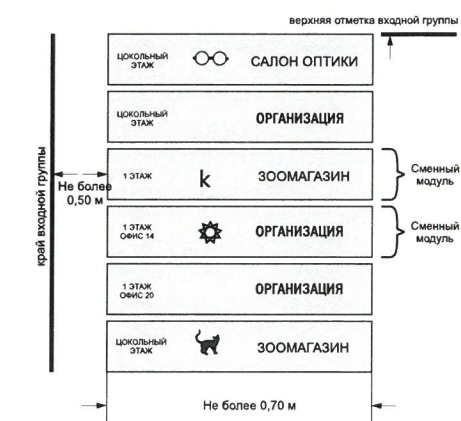 верхняя отметка входной группы
ЦОКОЛЬНЫЙ
ЭТАЖ
САЛОН ОПТИКИ
ЦОКОЛЬНЫЙ
ЭТАЖ
ОРГАНИЗАЦИЯ
край входной группы
Не более
0,50 м
1 ЭТАЖ
k
ЗООМАГАЗИН
Сменный
модуль
1 ЭТАЖ
ОФИС 14
ОРГАНИЗАЦИЯ
Сменный
модуль
1 ЭТАЖ
ОФИС 20
ОРГАНИЗАЦИЯ
ЦОКОЛЬНЫЙ
ЭТАЖ
ЗООМАГАЗИН
Не более 0,70 м